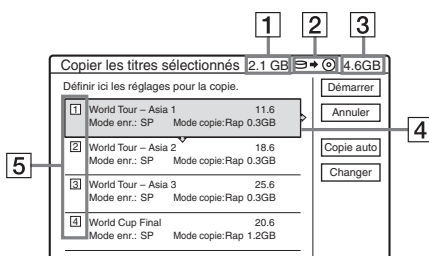 1 2 3
Copier les titres sélectionnés 2.1 GB 4.6GB
Définir ici les réglages pour la copie.
Démarrer
Annuler
Copie auto
Changer
1 World Tour – Asia 1 11.6
Mode enr.: SP Mode copie:Rap 0.3GB
2 World Tour – Asia 2 18.6
Mode enr.: SP Mode copie:Rap 0.3GB
3 World Tour – Asia 3 25.6
Mode enr.: SP Mode copie:Rap 0.3GB
4 World Cup Final 20.6
Mode enr.: SP Mode copie:Rap 1.2GB
4
5